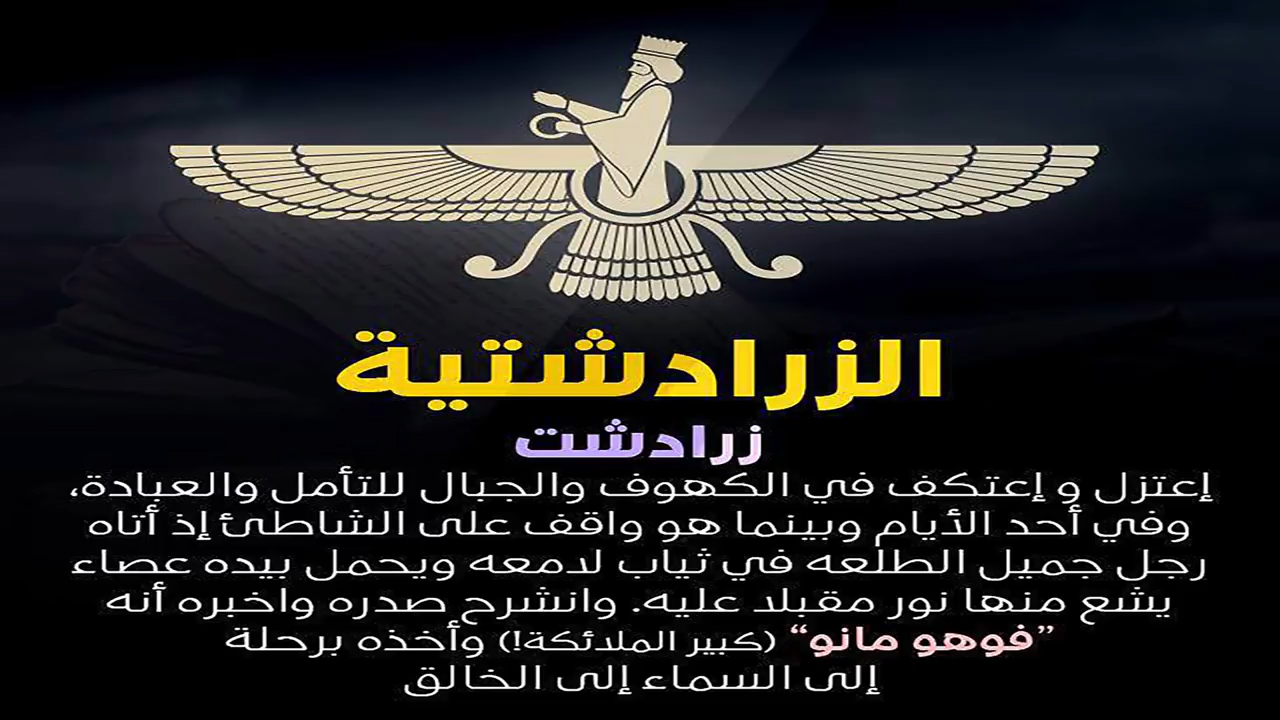 الزرادشتية
زرادشت
إعتزل و إعتكف في الكهوف والجبال للتأمل والعبادة،
وفي أحد الأيام وبينما هو واقف على الشاطئ إذ أتاه
رجل جميل الطلعه في ثياب لامعه ويحمل بيده عصاء
يشع منها نور مقبلا عليه. وانشرح صدره واخبره أنه
”فوهو مانو“ (كبير الملائكة!) وأخذه برحلة
إلى السماء إلى الخالق